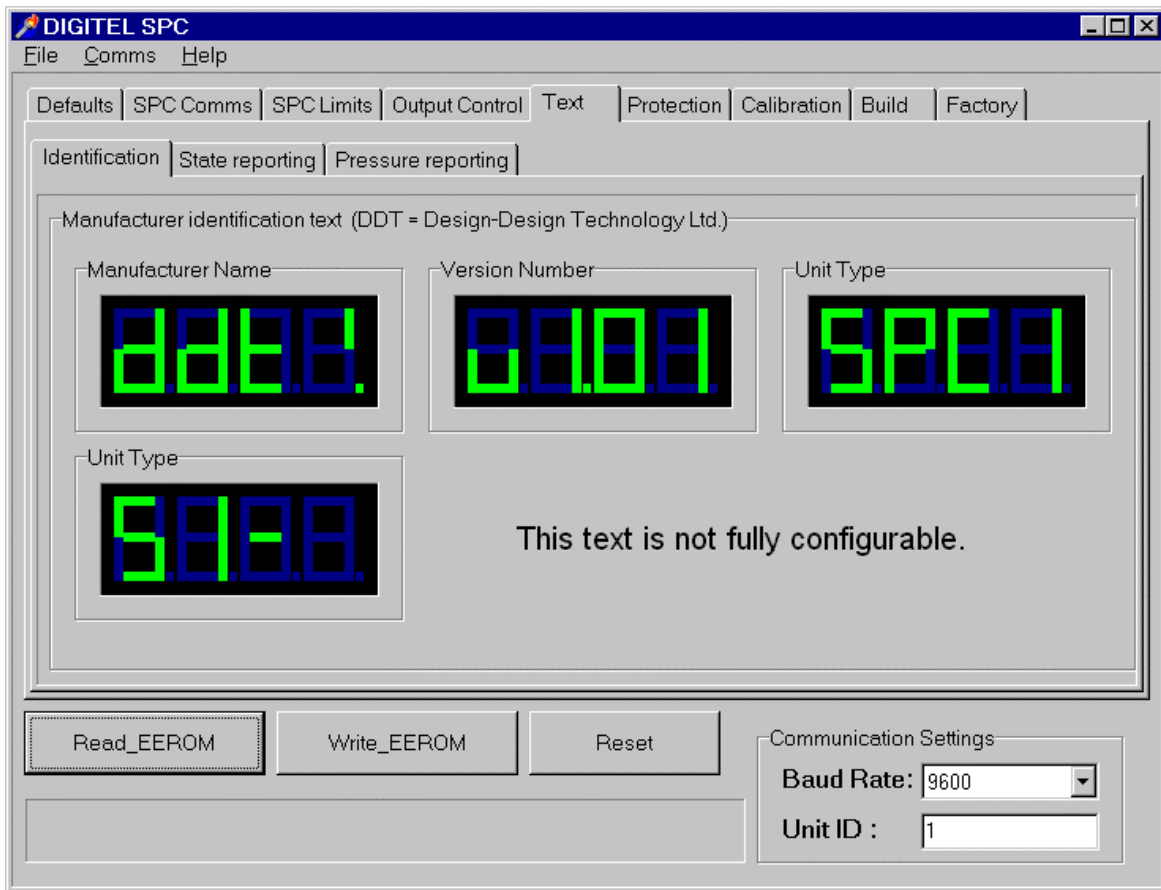 DIGITEL SPC
File Comms Help
Defaults SPC Comms SPC Limits Output Control Text Protection Calibration Build Factory
Identification State reporting Pressure reporting
Manufacturer identification text (DDT = Design-Design Technology Ltd.)
Manufacturer Name Version Number Unit Type
ddt'. u1.01 SPC1
Unit Type
S1-
This text is not fully configurable.
Read_EEROM Write_EEROM Reset
Communication Settings
Baud Rate: 9600
Unit ID : 1